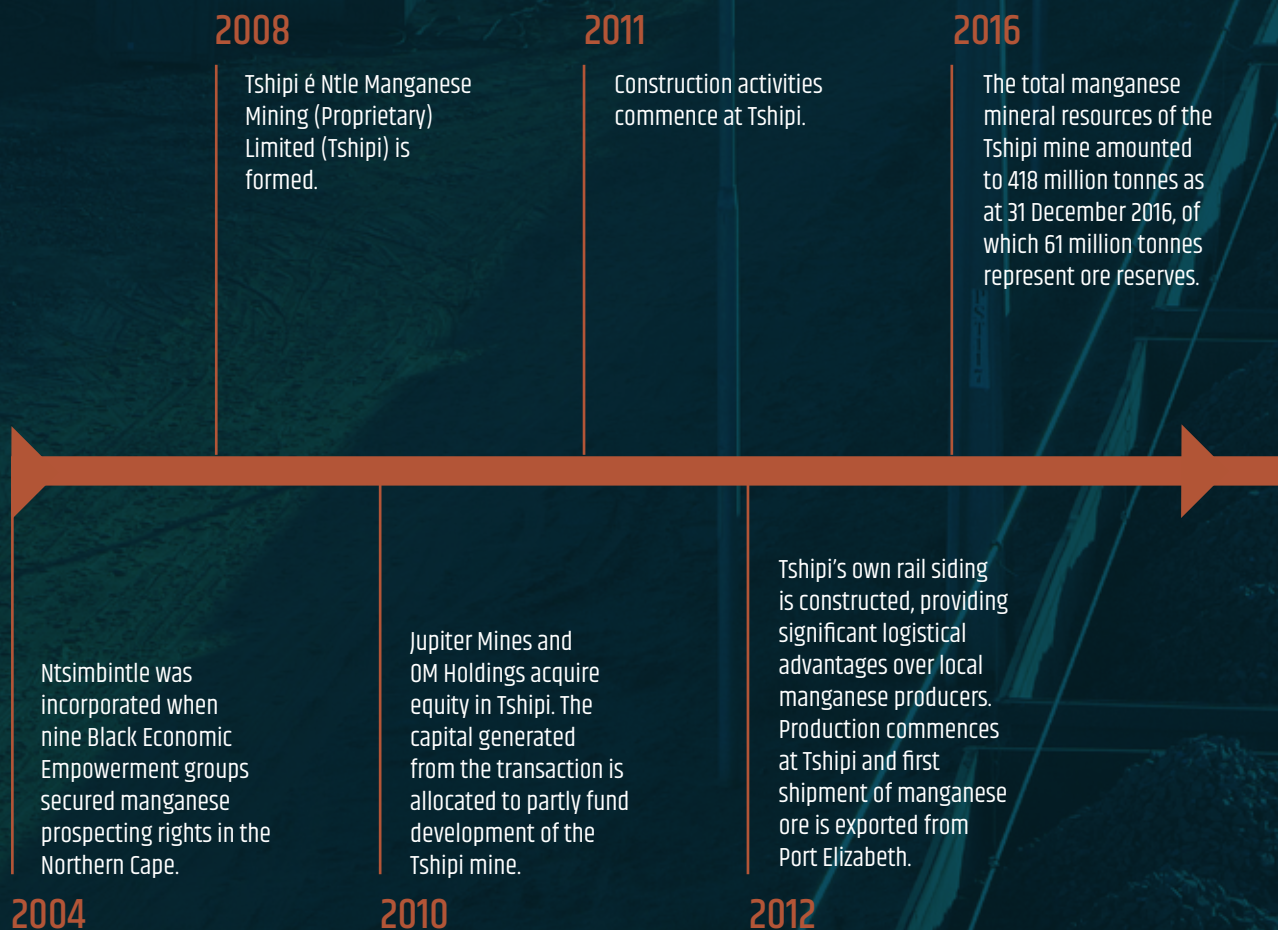 2008
Tshipi é Ntle Manganese
Mining (Proprietary)
Limited (Tshipi) is
formed.
2011
Construction activities
commence at Tshipi.
2016
The total manganese
mineral resources of the
Tshipi mine amounted
to 418 million tonnes as
at 31 December 2016, of
which 61 million tonnes
represent ore reserves.
Ntsimbintle was
incorporated when
nine Black Economic
Empowerment groups
secured manganese
prospecting rights in the
Northern Cape.
2004
Jupiter Mines and
OM Holdings acquire
equity in Tshipi. The
capital generated
from the transaction is
allocated to partly fund
development of the
Tshipi mine.
2010
Tshipi’s own rail siding
is constructed, providing
significant logistical
advantages over local
manganese producers.
Production commences
at Tshipi and first
shipment of manganese
ore is exported from
Port Elizabeth.
2012